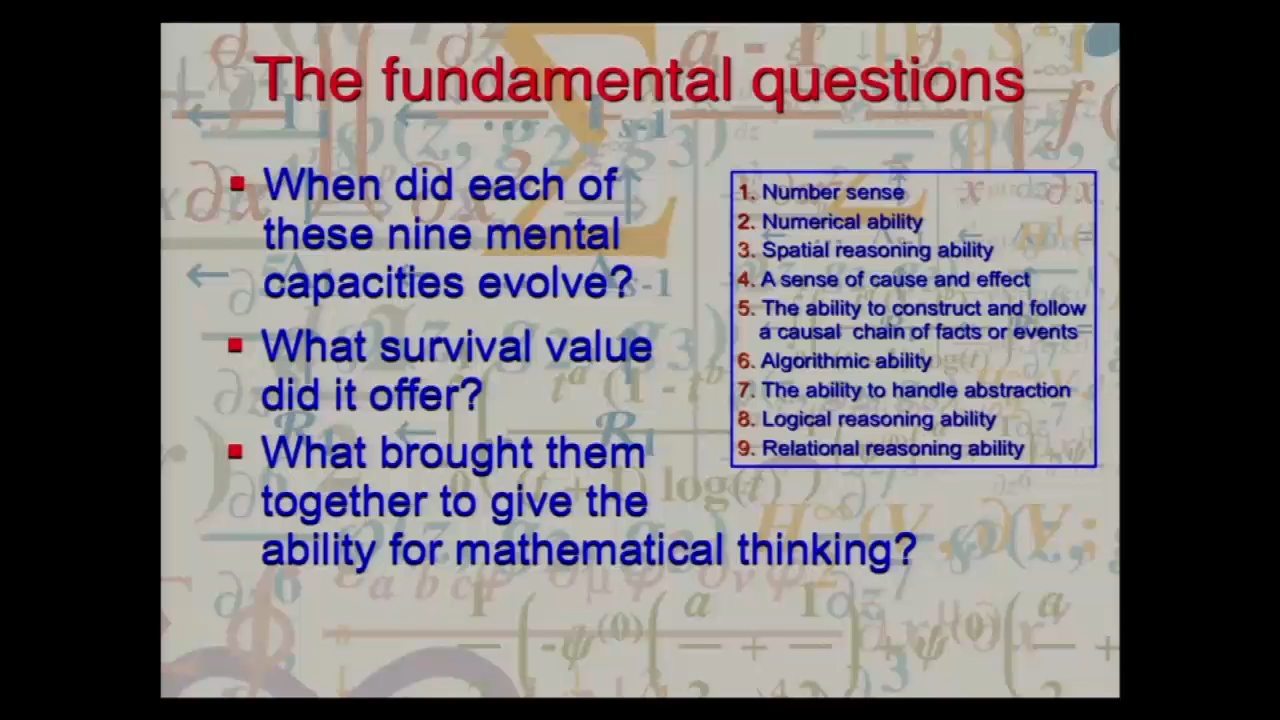 The fundamental questions
▪ When did each of
these nine mental
capacities evolve?
▪ What survival value
did it offer?
▪ What brought them
together to give the
ability for mathematical thinking?
1. Number sense
2. Numerical ability
3. Spatial reasoning ability
4. A sense of cause and effect
5. The ability to construct and follow
a causal chain of facts or events
6. Algorithmic ability
7. The ability to handle abstraction
8. Logical reasoning ability
9. Relational reasoning ability